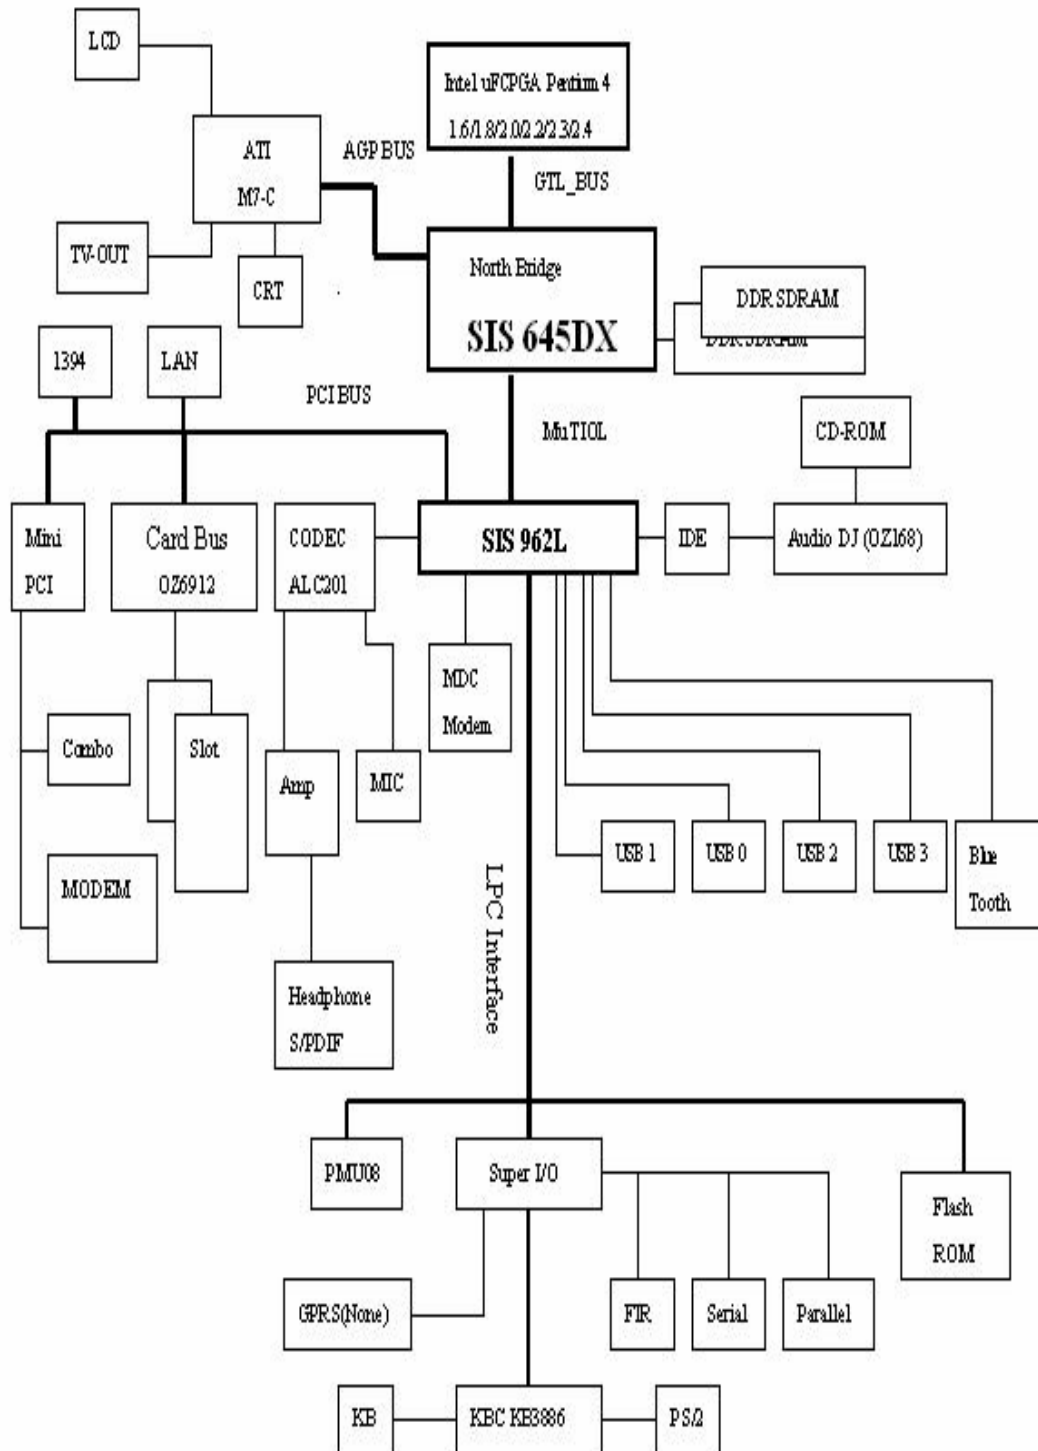 LCD
Intel uFCPGA Pentium 4
1.6/1.8/2.0/2.2/2.3/2.4
ATI
M7-C
AGP BUS
GTL_BUS
TV-OUT
CRT
North Bridge
SIS 645DX
DDR SDRAM
DDR SDRAM
1394
LAN
PCI BUS
MuTIOL
CD-ROM
Mini
PCI
Card Bus
OZ6912
CODEC
ALC201
SIS 962L
IDE
Audio DJ (OZ168)
MDC
Modem
Combo
Slot
Amp
MIC
USB 1
USB 0
USB 2
USB 3
Blue
Tooth
MODEM
LPC Interface
Headphone
S/PDIF
PMU08
Super I/O
Flash
ROM
GPRS(None)
FIR
Serial
Parallel
KB
KBC KB3886
PS/2